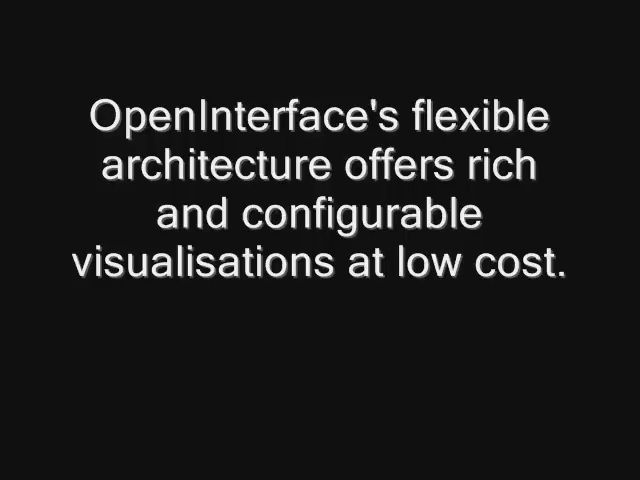 OpenInterface's flexible
architecture offers rich
and configurable
visualisations at low cost.